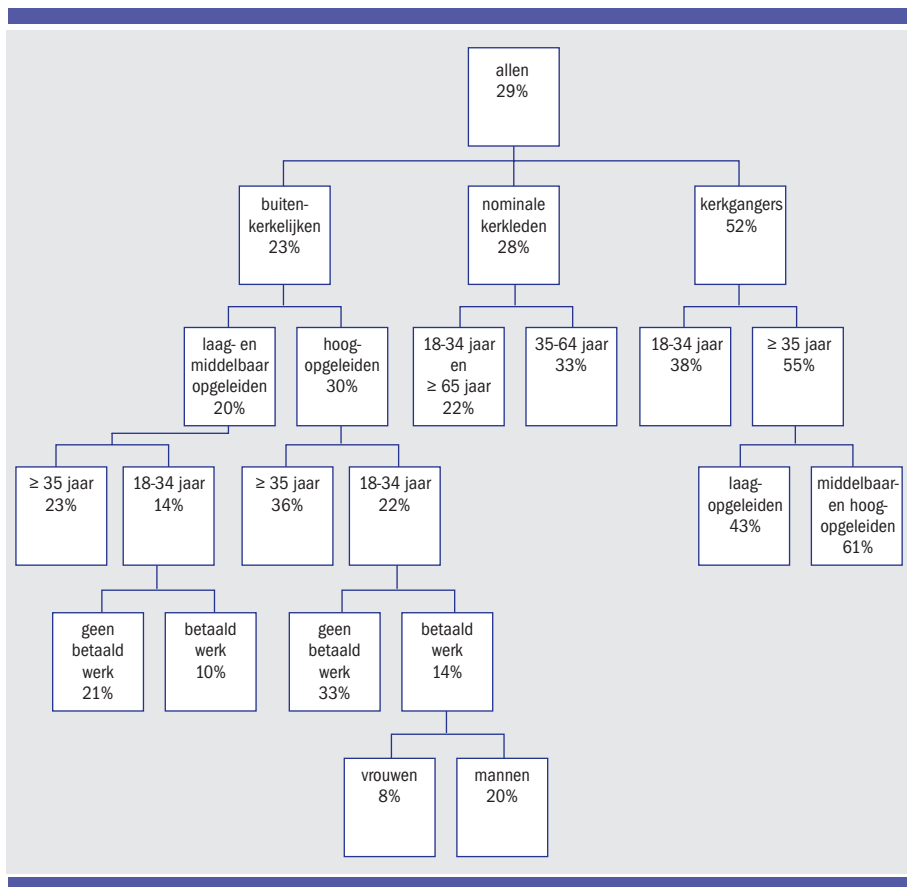 allen
29%
buiten-
kerkelijken
23%
nominale
kerkleden
28%
kerkgangers
52%
laag- en
middelbaar
opgeleiden
20%
hoog-
opgeleiden
30%
18-34 jaar
en
≥ 65 jaar
22%
35-64 jaar
33%
18-34 jaar
38%
≥ 35 jaar
55%
≥ 35 jaar
23%
18-34 jaar
14%
≥ 35 jaar
36%
18-34 jaar
22%
laag-
opgeleiden
43%
middelbaar-
en hoog-
opgeleiden
61%
geen
betaald
werk
21%
betaald
werk
10%
geen
betaald
werk
33%
betaald
werk
14%
vrouwen
8%
mannen
20%